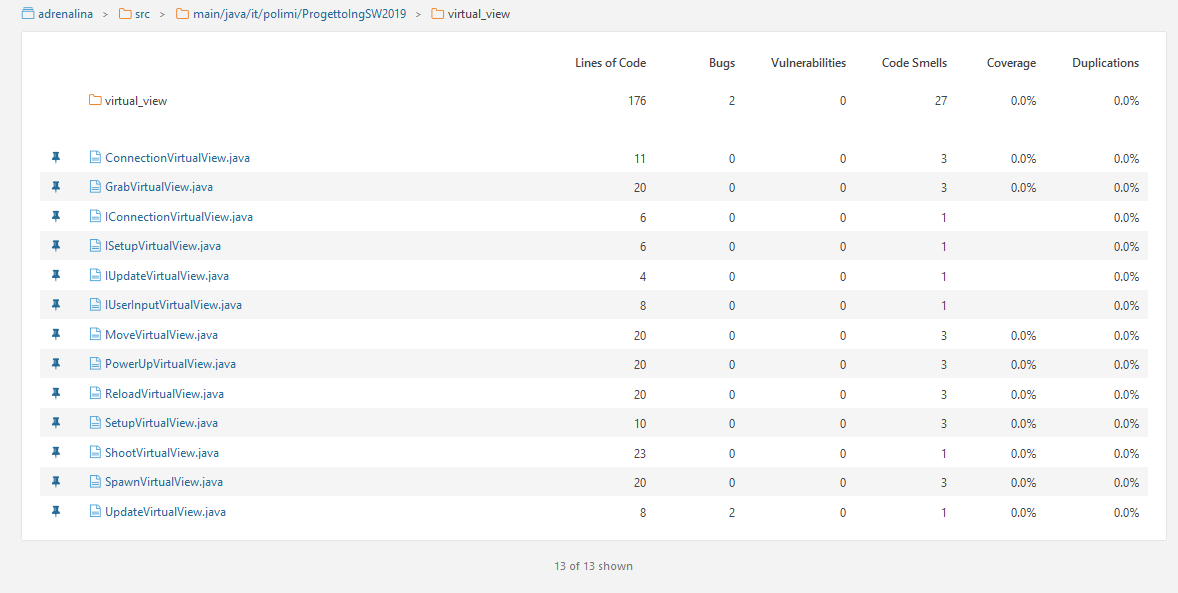 adrenalina > src > main/java/it/polimi/ProgettoIngSW2019 > virtual_view
Lines of Code Bugs Vulnerabilities Code Smells Coverage Duplications
virtual_view 176 2 0 27 0.0% 0.0%
ConnectionVirtualView.java 11 0 0 3 0.0% 0.0%
GrabVirtualView.java 20 0 0 3 0.0% 0.0%
IConnectionVirtualView.java 6 0 0 1 0.0%
ISetupVirtualView.java 6 0 0 1 0.0%
IUpdateVirtualView.java 4 0 0 1 0.0%
IUserInputVirtualView.java 8 0 0 1 0.0%
MoveVirtualView.java 20 0 0 3 0.0% 0.0%
PowerUpVirtualView.java 20 0 0 3 0.0% 0.0%
ReloadVirtualView.java 20 0 0 3 0.0% 0.0%
SetupVirtualView.java 10 0 0 3 0.0% 0.0%
ShootVirtualView.java 23 0 0 1 0.0% 0.0%
SpawnVirtualView.java 20 0 0 3 0.0% 0.0%
UpdateVirtualView.java 8 2 0 1 0.0% 0.0%
13 of 13 shown